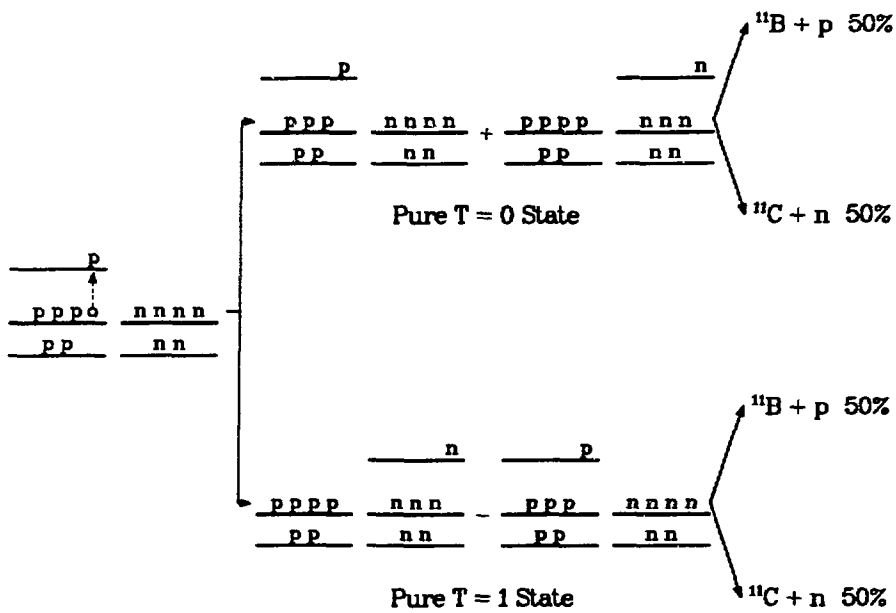 ¹¹B + p 50%
p n
ppp nnnn + pppp nnn
pp nn pp nn
Pure T = 0 State
¹¹C + n 50%
p
ppp nnnn
pp nn
¹¹B + p 50%
n p
pppp nnn - ppp nnnn
pp nn pp nn
Pure T = 1 State
¹¹C + n 50%